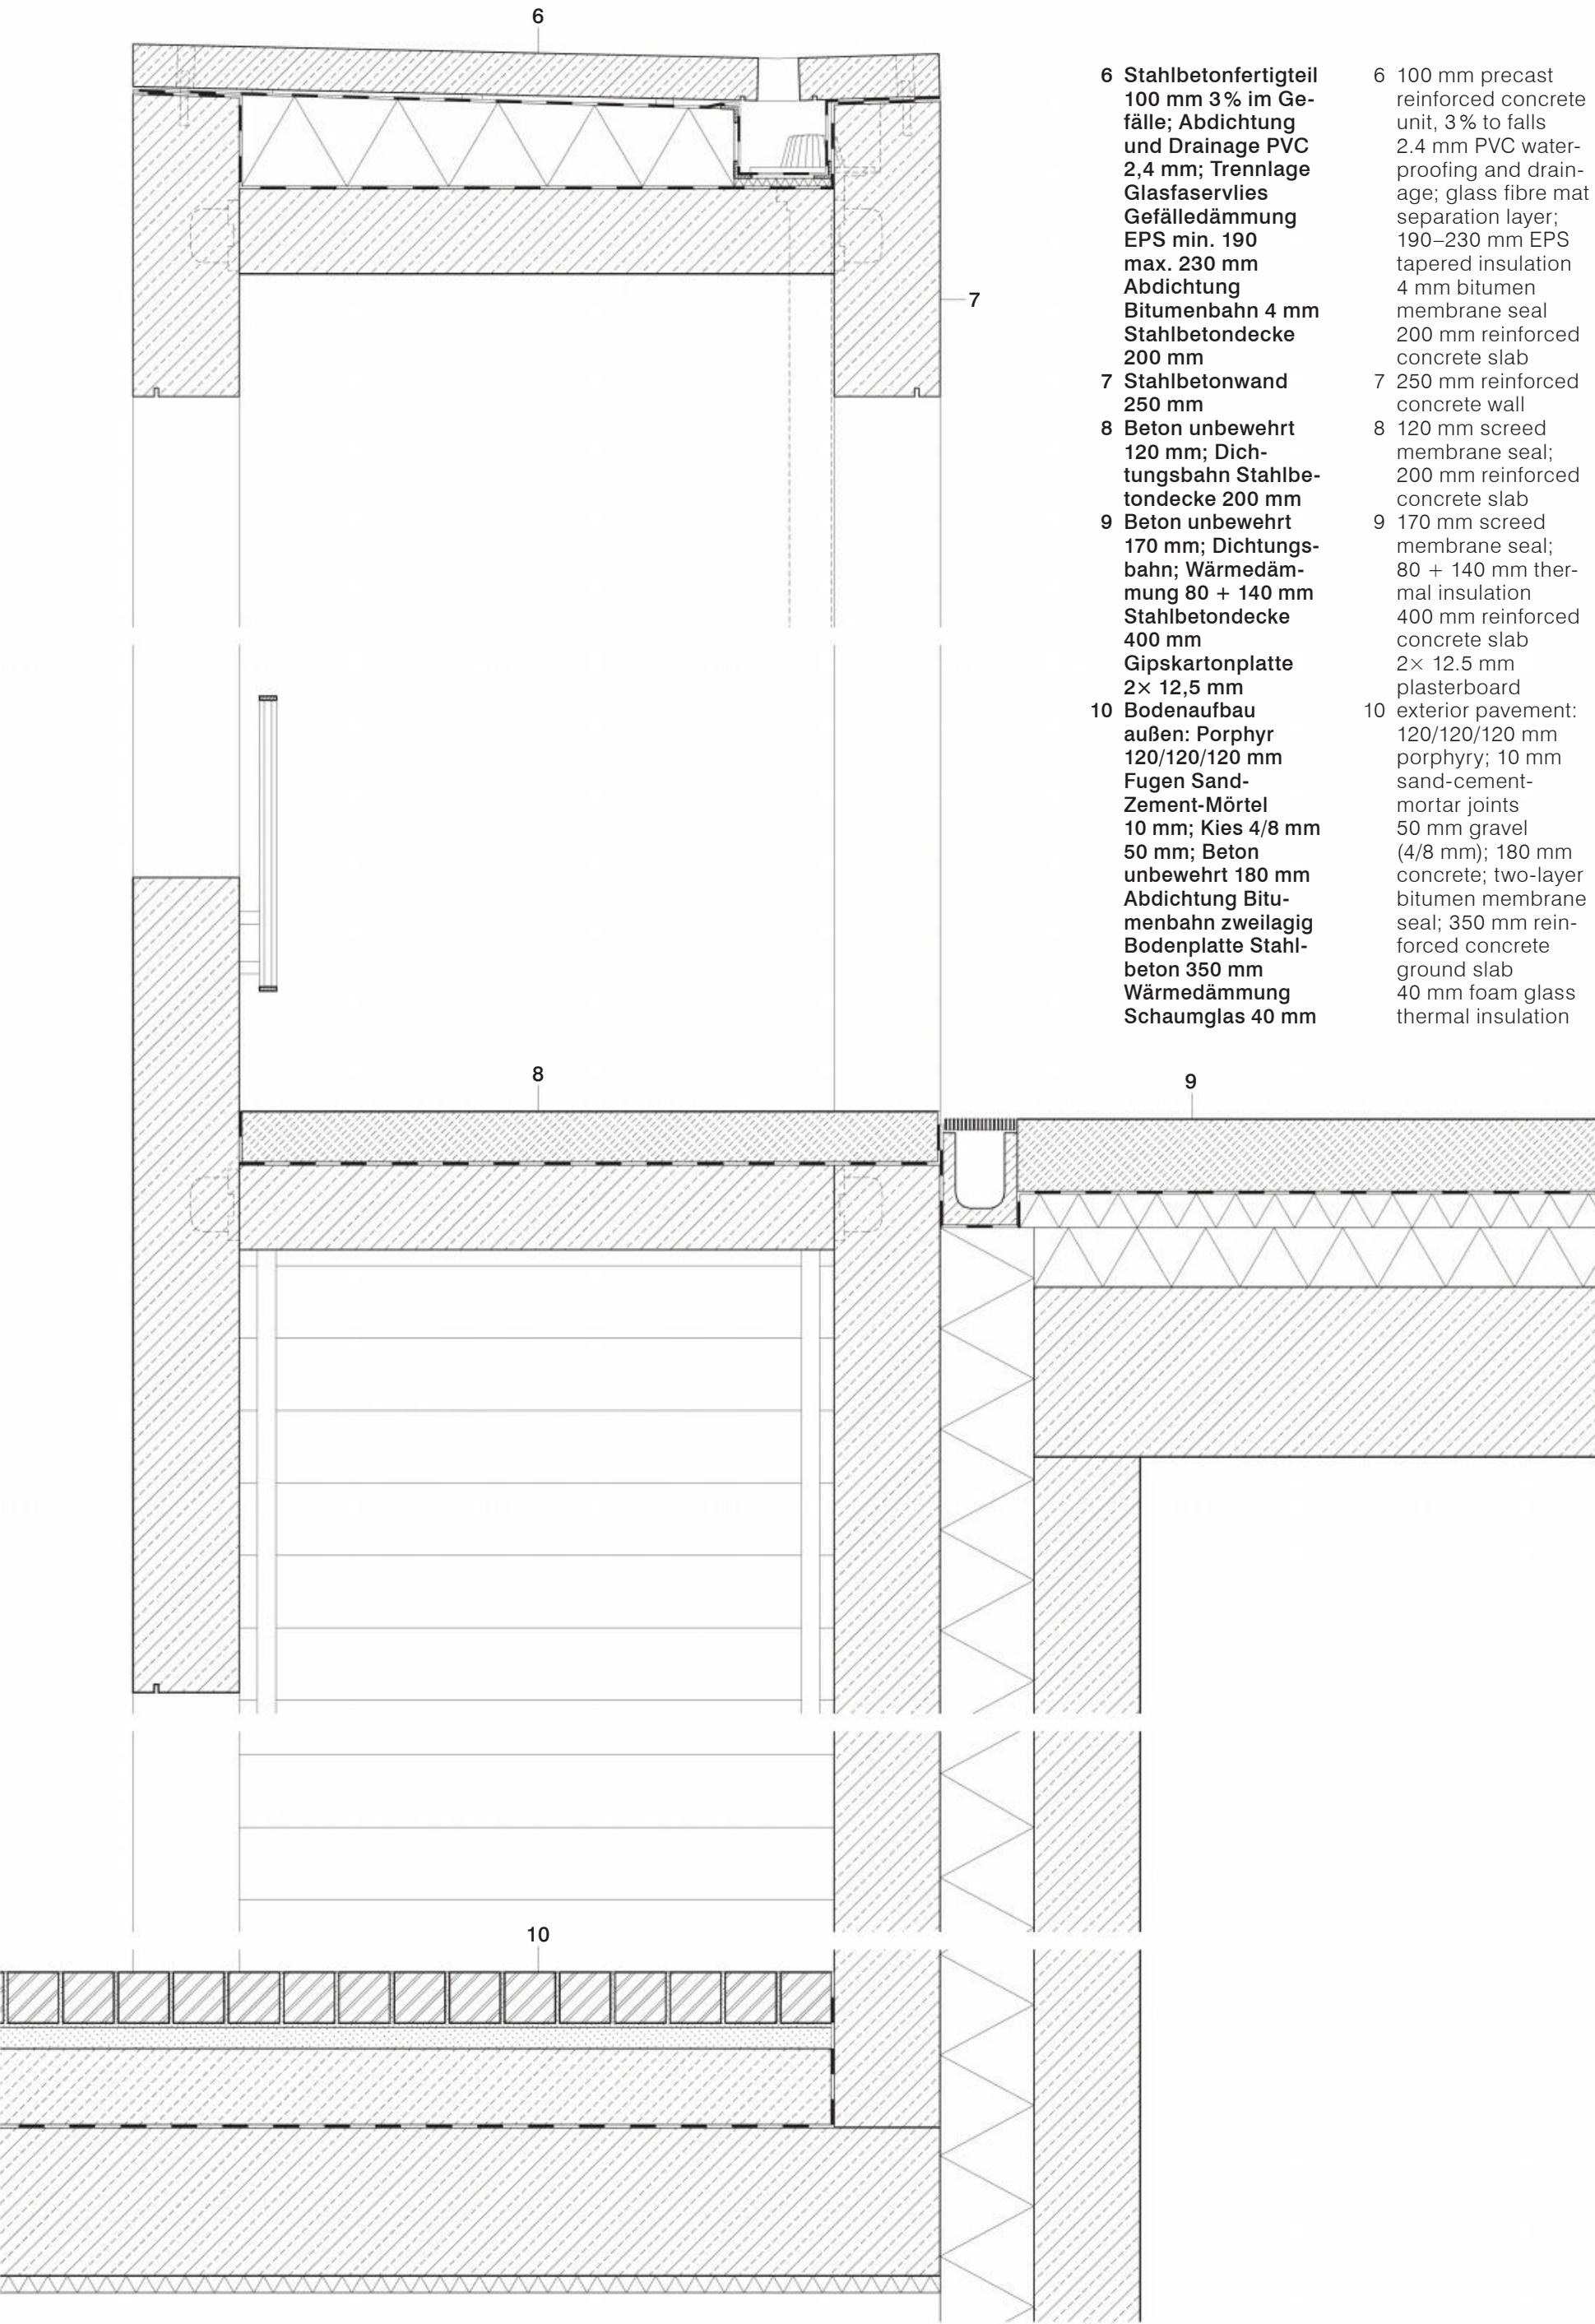 6
7
6 Stahlbetonfertigteil
100 mm 3 % im Ge-
fälle; Abdichtung
und Drainage PVC
2,4 mm; Trennlage
Glasfaservlies
Gefälledämmung
EPS min. 190
max. 230 mm
Abdichtung
Bitumenbahn 4 mm
Stahlbetondecke
200 mm
7 Stahlbetonwand
250 mm
8 Beton unbewehrt
120 mm; Dich-
tungsbahn Stahlbe-
tondecke 200 mm
9 Beton unbewehrt
170 mm; Dichtungs-
bahn; Wärmedäm-
mung 80 + 140 mm
Stahlbetondecke
400 mm
Gipskartonplatte
2× 12,5 mm
10 Bodenaufbau
außen: Porphyr
120/120/120 mm
Fugen Sand-
Zement-Mörtel
10 mm; Kies 4/8 mm
50 mm; Beton
unbewehrt 180 mm
Abdichtung Bitu-
menbahn zweilagig
Bodenplatte Stahl-
beton 350 mm
Wärmedämmung
Schaumglas 40 mm
6 100 mm precast
reinforced concrete
unit, 3 % to falls
2.4 mm PVC water-
proofing and drain-
age; glass fibre mat
separation layer;
190–230 mm EPS
tapered insulation
4 mm bitumen
membrane seal
200 mm reinforced
concrete slab
7 250 mm reinforced
concrete wall
8 120 mm screed
membrane seal;
200 mm reinforced
concrete slab
9 170 mm screed
membrane seal;
80 + 140 mm ther-
mal insulation
400 mm reinforced
concrete slab
2× 12.5 mm
plasterboard
10 exterior pavement:
120/120/120 mm
porphyry; 10 mm
sand-cement-
mortar joints
50 mm gravel
(4/8 mm); 180 mm
concrete; two-layer
bitumen membrane
seal; 350 mm rein-
forced concrete
ground slab
40 mm foam glass
thermal insulation
8
9
10